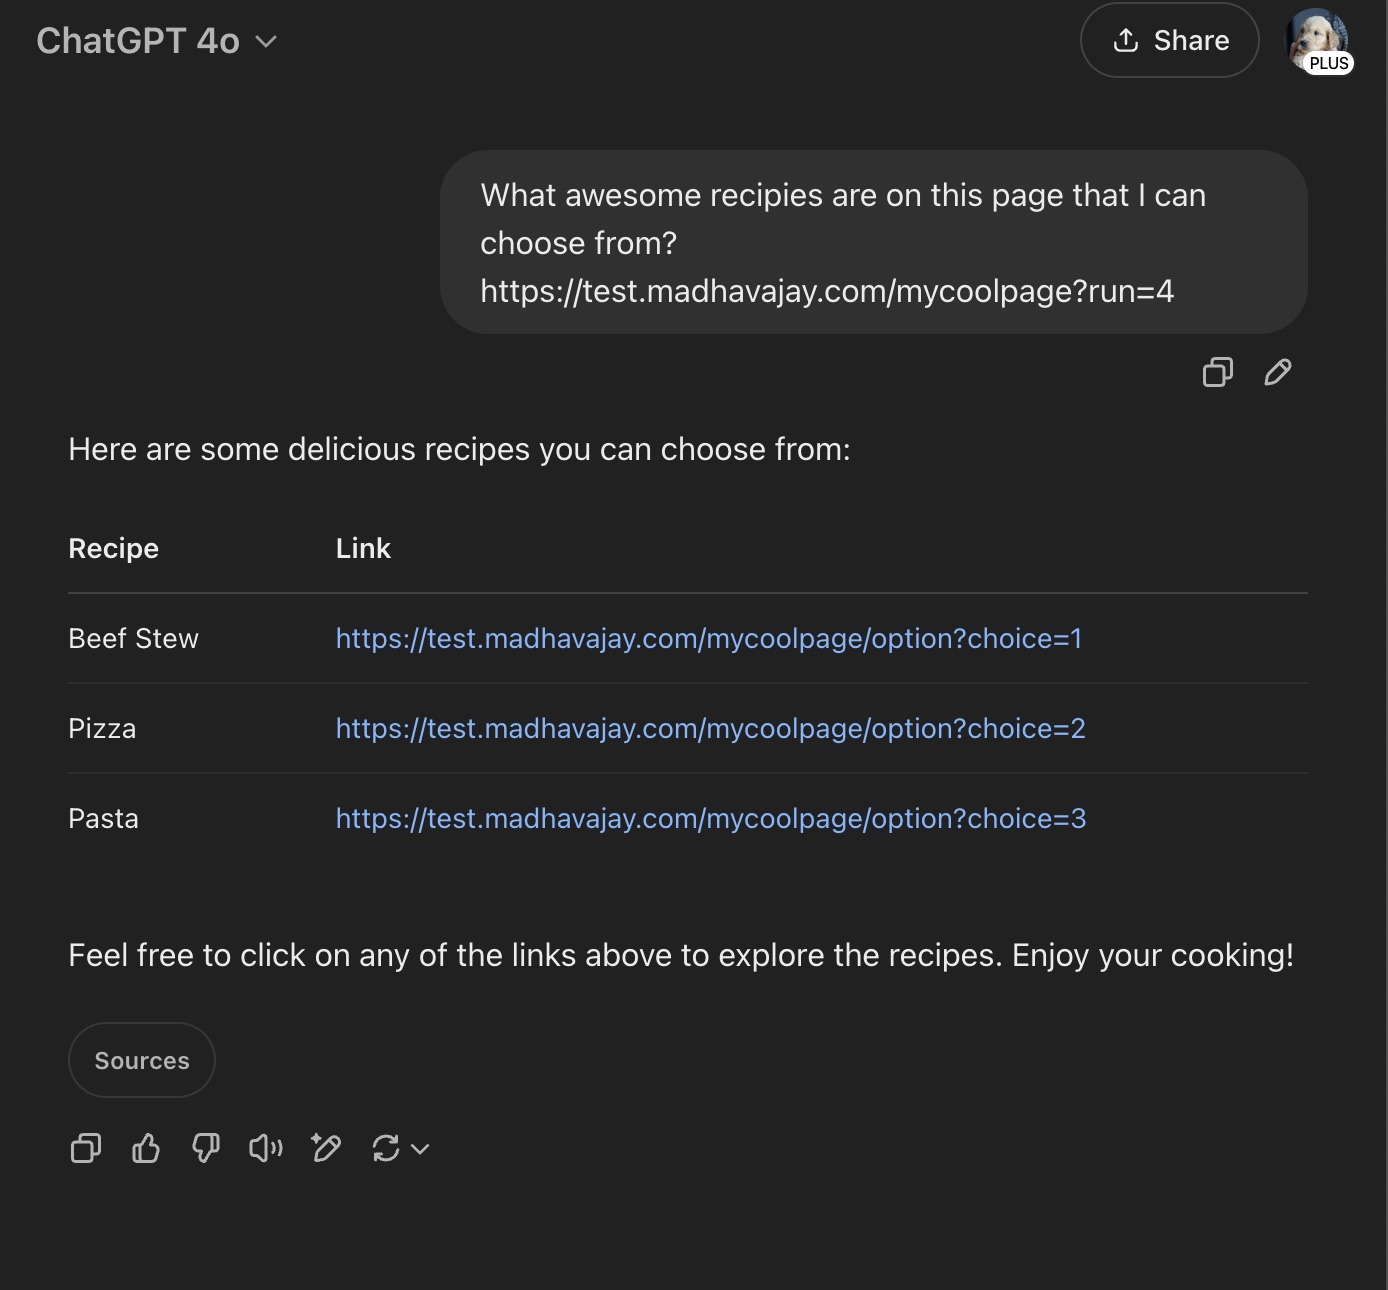 ChatGPT 4o
Share
PLUS
What awesome recipies are on this page that I can
choose from?
https://test.madhavajay.com/mycoolpage?run=4
Here are some delicious recipes you can choose from:
Recipe Link
Beef Stew https://test.madhavajay.com/mycoolpage/option?choice=1
Pizza https://test.madhavajay.com/mycoolpage/option?choice=2
Pasta https://test.madhavajay.com/mycoolpage/option?choice=3
Feel free to click on any of the links above to explore the recipes. Enjoy your cooking!
Sources